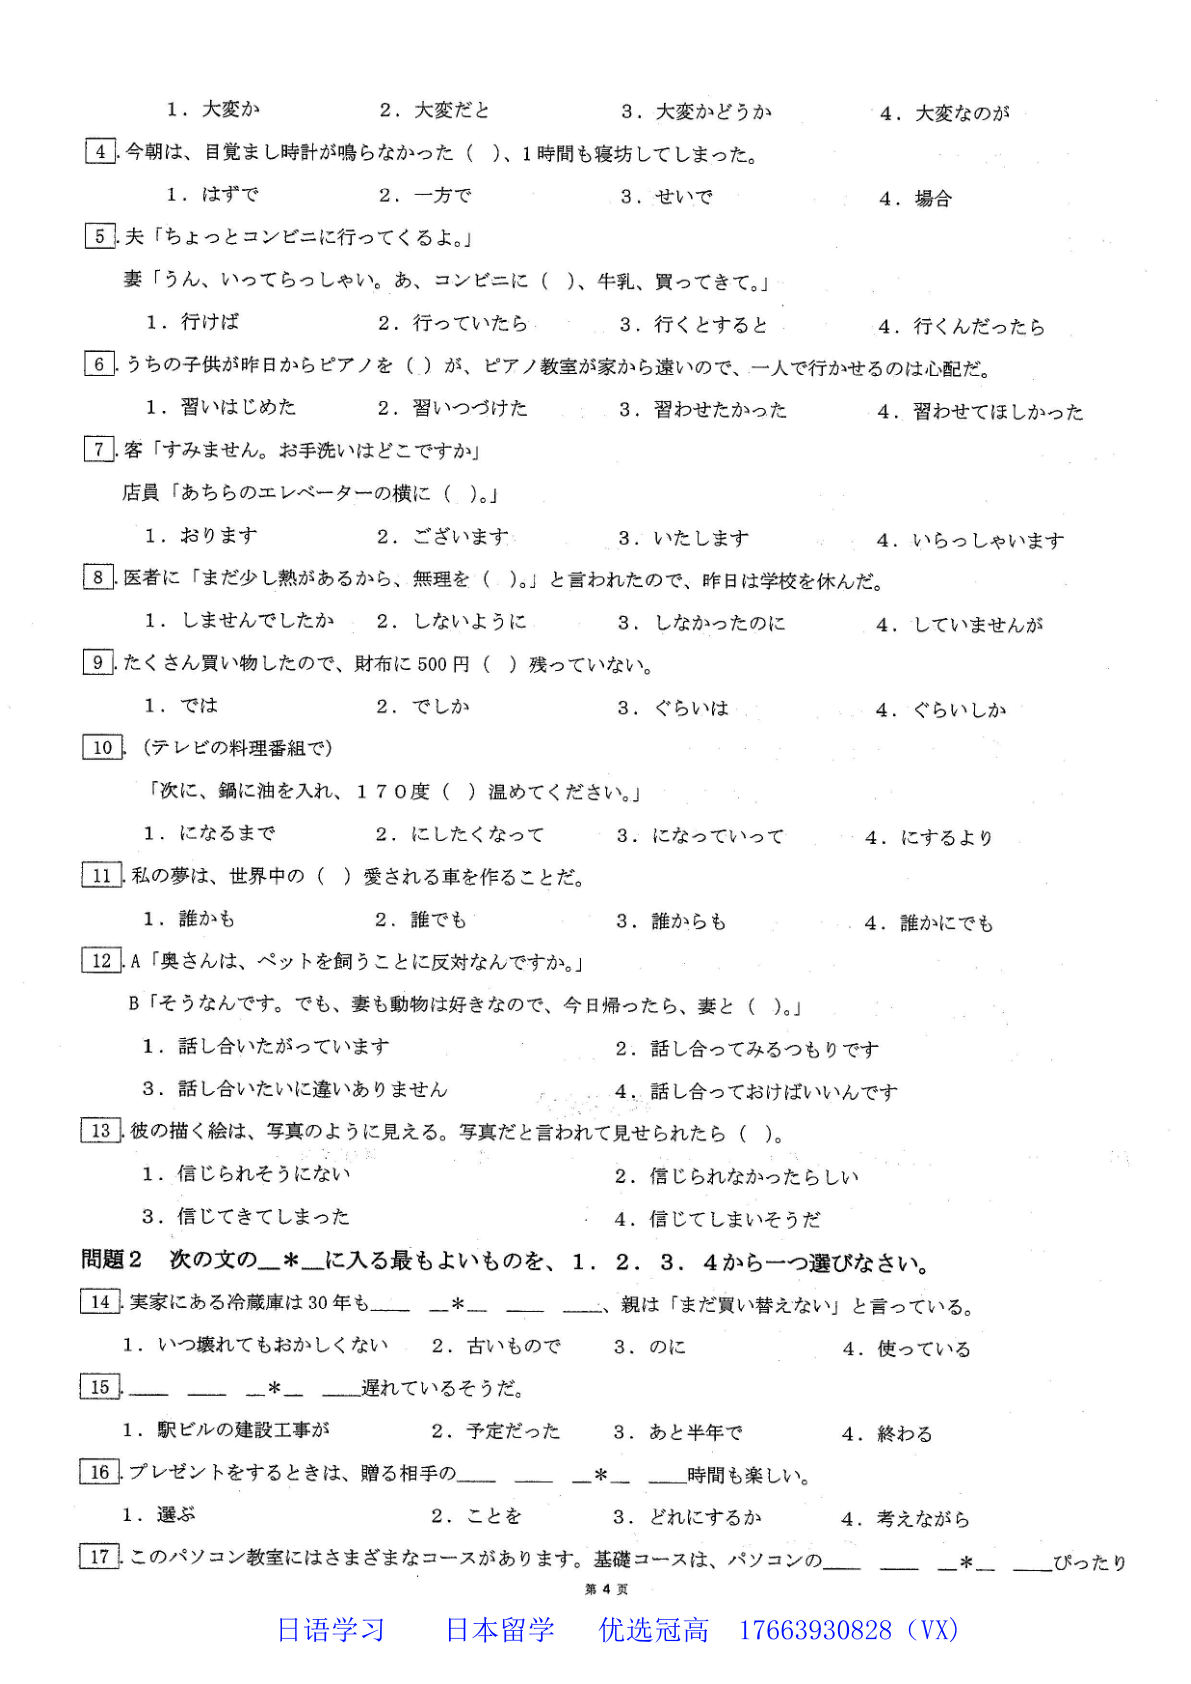 1. 大変か 2. 大変だと 3. 大変かどうか 4. 大変なのが
4.今朝は、目覚まし時計が鳴らなかった( )、1時間も寝坊してしまった。
1. はずで 2. 一方で 3. せいで 4. 場合
5.夫「ちょっとコンビニに行ってくるよ。」
妻「うん、いってらっしゃい。あ、コンビニに( )、牛乳、買ってきて。」
1. 行けば 2. 行っていたら 3. 行くとすると 4. 行くんだったら
6.うちの子供が昨日からピアノを( )が、ピアノ教室が家から遠いので、一人で行かせるのは心配だ。
1. 習いはじめた 2. 習いつづけた 3. 習わせたかった 4. 習わせてほしかった
7.客「すみません。お手洗いはどこですか」
店員「あちらのエレベーターの横に( )。」
1. おります 2. ございます 3. いたします 4. いらっしゃいます
8.医者に「まだ少し熱があるから、無理を( )。」と言われたので、昨日は学校を休んだ。
1. しませんでしたか 2. しないように 3. しなかったのに 4. していませんが
9.たくさん買い物したので、財布に500円( )残っていない。
1. では 2. でしか 3. ぐらいは 4. ぐらいしか
10.(テレビの料理番組で)
「次に、鍋に油を入れ、170度( )温めてください。」
1. になるまで 2. にしたくなって 3. になっていって 4. にするより
11.私の夢は、世界中の( )愛される車を作ることだ。
1. 誰かも 2. 誰でも 3. 誰からも 4. 誰かにでも
12.A「奥さんは、ペットを飼うことに反対なんですか。」
B「そうなんです。でも、妻も動物は好きなので、今日帰ったら、妻と( )。」
1. 話し合いたがっています 2. 話し合ってみるつもりです
3. 話し合いたいに違いありません 4. 話し合っておけばいいんです
13.彼の描く絵は、写真のように見える。写真だと言われて見せられたら( )。
1. 信じられそうにない 2. 信じられなかったらしい
3. 信じてきてしまった 4. 信じてしまいそうだ
問題2 次の文の__*__に入る最もよいものを、1. 2. 3. 4から一つ選びなさい。
14.実家にある冷蔵庫は30年も____ __*__ ____ ____、親は「まだ買い替えない」と言っている。
1. いつ壊れてもおかしくない 2. 古いもので 3. のに 4. 使っている
15.____ ____ __*__ ____遅れているそうだ。
1. 駅ビルの建設工事が 2. 予定だった 3. あと半年で 4. 終わる
16.プレゼントをするときは、贈る相手の____ ____ __*__ ____時間も楽しい。
1. 選ぶ 2. ことを 3. どれにするか 4. 考えながら
17.このパソコン教室にはさまざまなコースがあります。基礎コースは、パソコンの____ ____ __*__ ____ぴったり
第 4 页
日语学习 日本留学 优选冠高 17663930828（VX）